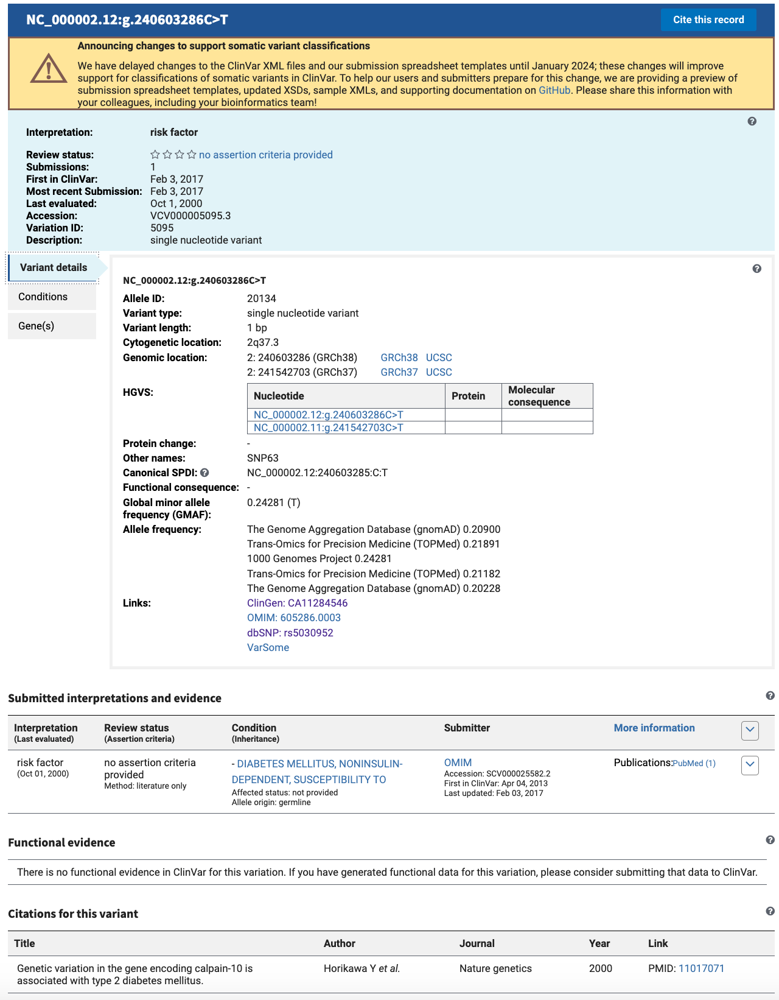 NC_000002.12:g.240603286C>T
Cite this record
Announcing changes to support somatic variant classifications
We have delayed changes to the ClinVar XML files and our submission spreadsheet templates until January 2024; these changes will improve
support for classifications of somatic variants in ClinVar. To help our users and submitters prepare for this change, we are providing a preview of
submission spreadsheet templates, updated XSDs, sample XMLs, and supporting documentation on GitHub. Please share this information with
your colleagues, including your bioinformatics team!
Interpretation: risk factor
Review status: no assertion criteria provided
Submissions: 1
First in ClinVar: Feb 3, 2017
Most recent Submission: Feb 3, 2017
Last evaluated: Oct 1, 2000
Accession: VCV000005095.3
Variation ID: 5095
Description: single nucleotide variant
Variant details
Conditions
Gene(s)
NC_000002.12:g.240603286C>T
Allele ID: 20134
Variant type: single nucleotide variant
Variant length: 1 bp
Cytogenetic location: 2q37.3
Genomic location: 2: 240603286 (GRCh38) GRCh38 UCSC
2: 241542703 (GRCh37) GRCh37 UCSC
HGVS:
Nucleotide Protein Molecular
consequence
NC_000002.12:g.240603286C>T
NC_000002.11:g.241542703C>T
Protein change: -
Other names: SNP63
Canonical SPDI: NC_000002.12:240603285:C:T
Functional consequence: -
Global minor allele
frequency (GMAF): 0.24281 (T)
Allele frequency: The Genome Aggregation Database (gnomAD) 0.20900
Trans-Omics for Precision Medicine (TOPMed) 0.21891
1000 Genomes Project 0.24281
Trans-Omics for Precision Medicine (TOPMed) 0.21182
The Genome Aggregation Database (gnomAD) 0.20228
Links: ClinGen: CA11284546
OMIM: 605286.0003
dbSNP: rs5030952
VarSome
Submitted interpretations and evidence
Interpretation Review status Condition Submitter More information
(Last evaluated) (Assertion criteria) (Inheritance)
risk factor
(Oct 01, 2000)
no assertion criteria
provided
Method: literature only
- DIABETES MELLITUS, NONINSULIN-
DEPENDENT, SUSCEPTIBILITY TO
Affected status: not provided
Allele origin: germline
OMIM
Accession: SCV000025582.2
First in ClinVar: Apr 04, 2013
Last updated: Feb 03, 2017
Publications:PubMed (1)
Functional evidence
There is no functional evidence in ClinVar for this variation. If you have generated functional data for this variation, please consider submitting that data to ClinVar.
Citations for this variant
Title Author Journal Year Link
Genetic variation in the gene encoding calpain-10 is
associated with type 2 diabetes mellitus.
Horikawa Y et al.
Nature genetics
2000
PMID: 11017071